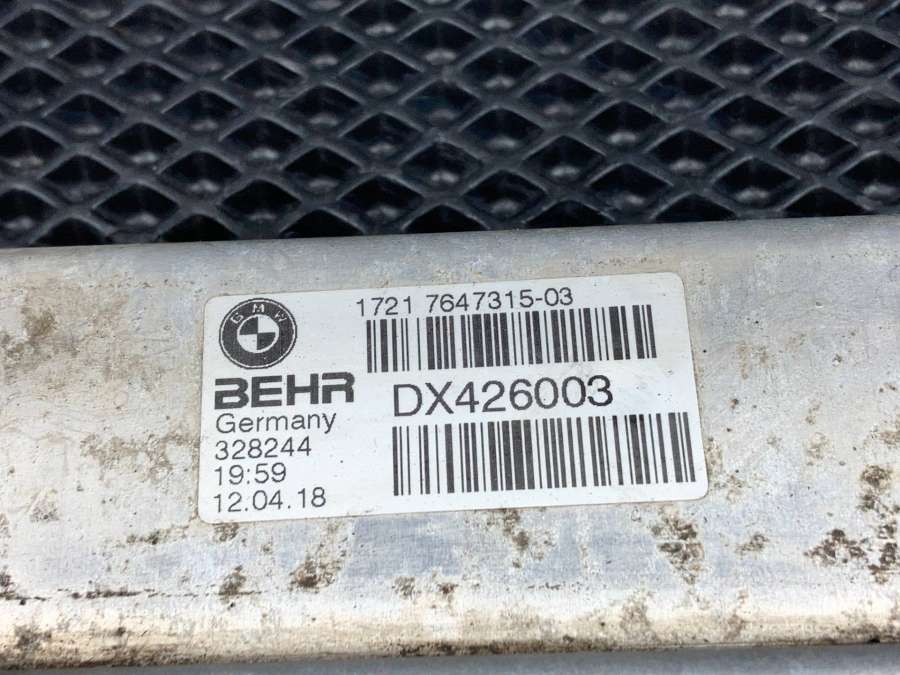 BMW
1721 7647315-03
BEHR
DX426003
Germany
328244
19:59
12.04.18